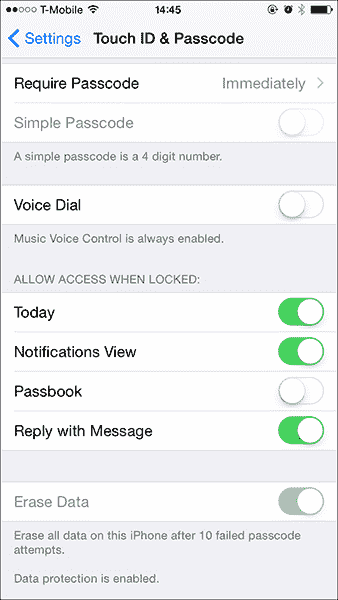 T-Mobile 14:45
Settings Touch ID & Passcode
Require Passcode Immediately
Simple Passcode
A simple passcode is a 4 digit number.
Voice Dial
Music Voice Control is always enabled.
ALLOW ACCESS WHEN LOCKED:
Today
Notifications View
Passbook
Reply with Message
Erase Data
Erase all data on this iPhone after 10 failed passcode
attempts.
Data protection is enabled.